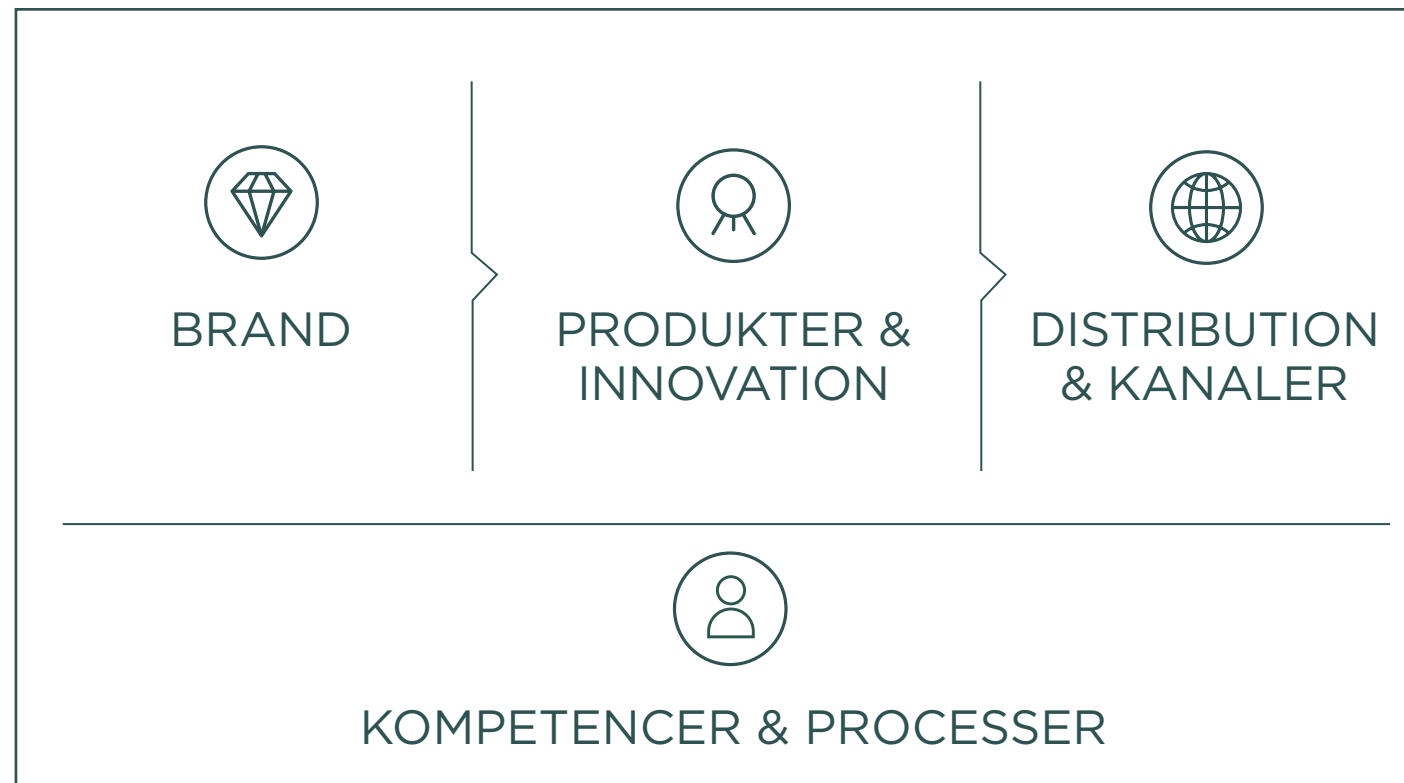 BRAND
PRODUKTER &
INNOVATION
DISTRIBUTION
& KANALER
KOMPETENCER & PROCESSER